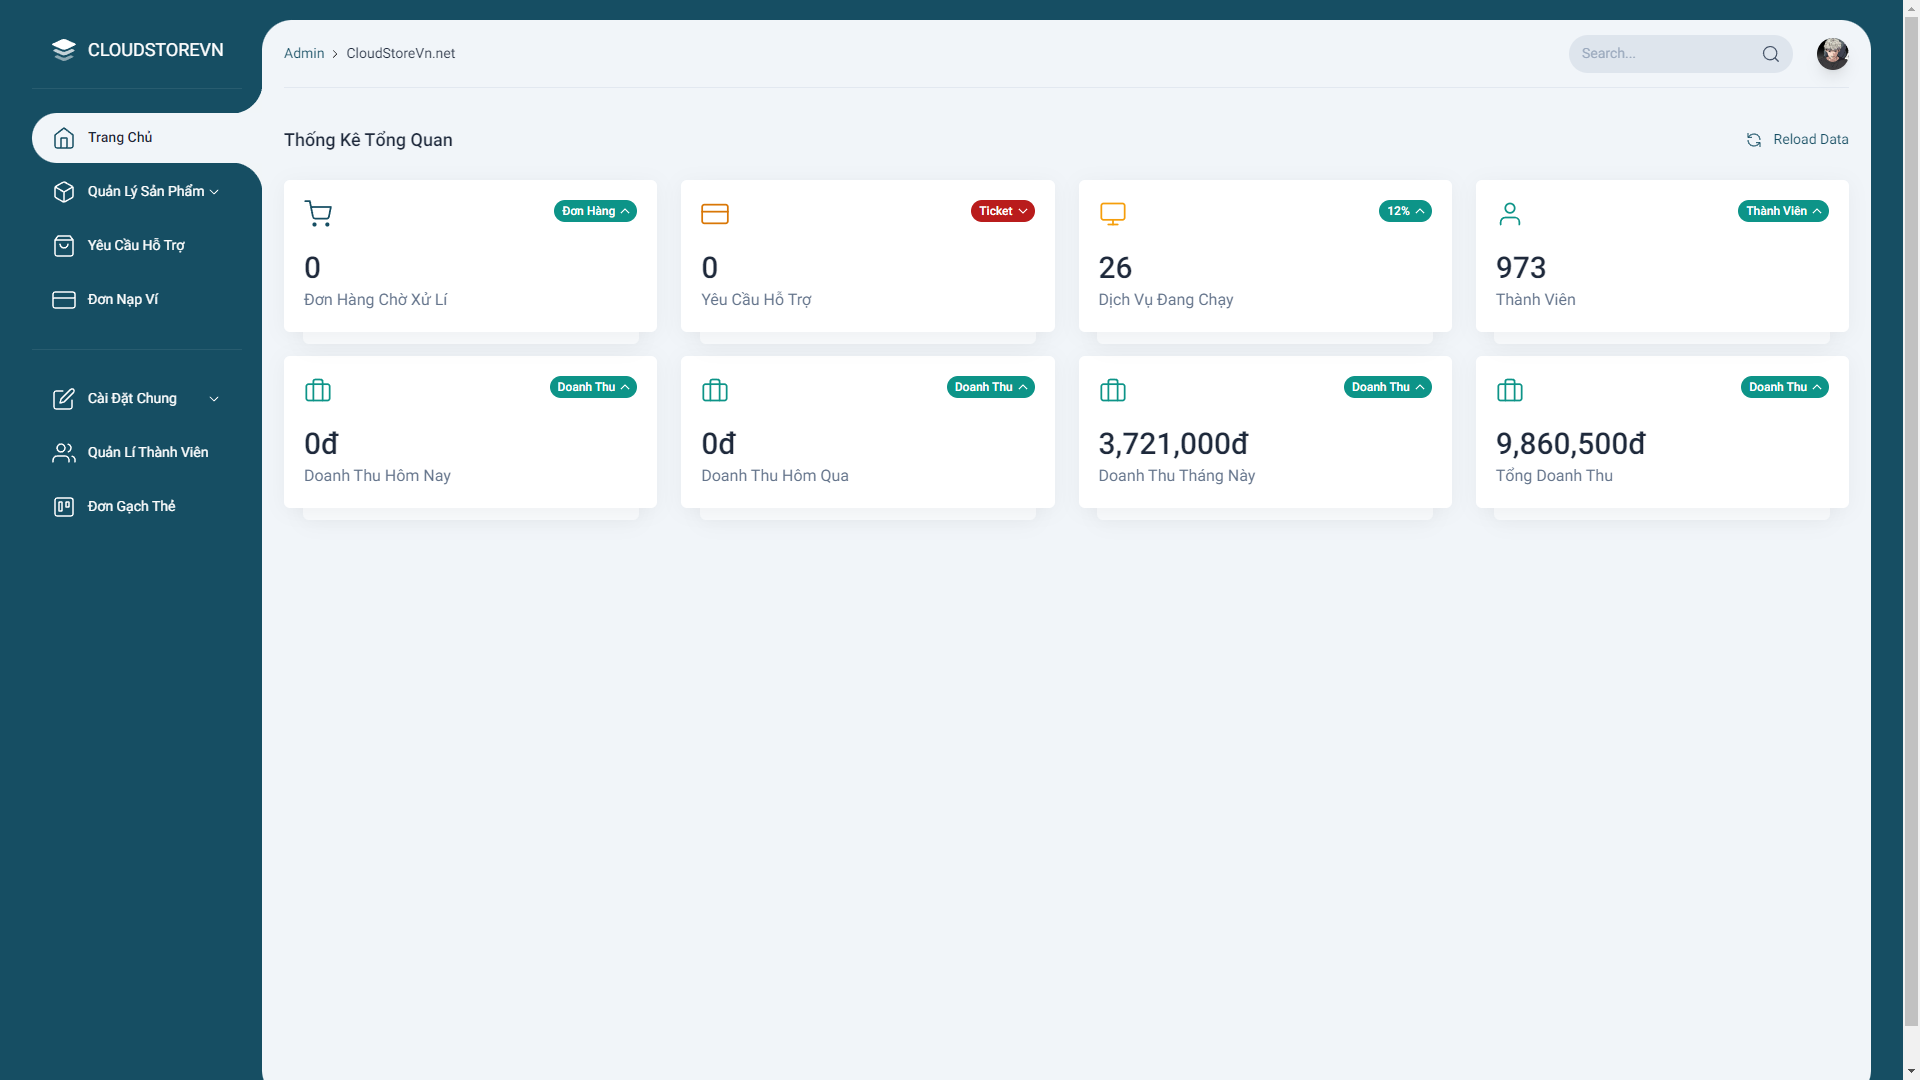 CLOUDSTOREVN
Admin > CloudStoreVn.net
Search...
Trang Chủ
Quản Lý Sản Phẩm
Yêu Cầu Hỗ Trợ
Đơn Nạp Ví
Cài Đặt Chung
Quản Lí Thành Viên
Đơn Gạch Thẻ
Thống Kê Tổng Quan
Reload Data
Đơn Hàng
0
Đơn Hàng Chờ Xử Lí
Ticket
0
Yêu Cầu Hỗ Trợ
12%
26
Dịch Vụ Đang Chạy
Thành Viên
973
Thành Viên
Doanh Thu
0đ
Doanh Thu Hôm Nay
Doanh Thu
0đ
Doanh Thu Hôm Qua
Doanh Thu
3,721,000đ
Doanh Thu Tháng Này
Doanh Thu
9,860,500đ
Tổng Doanh Thu